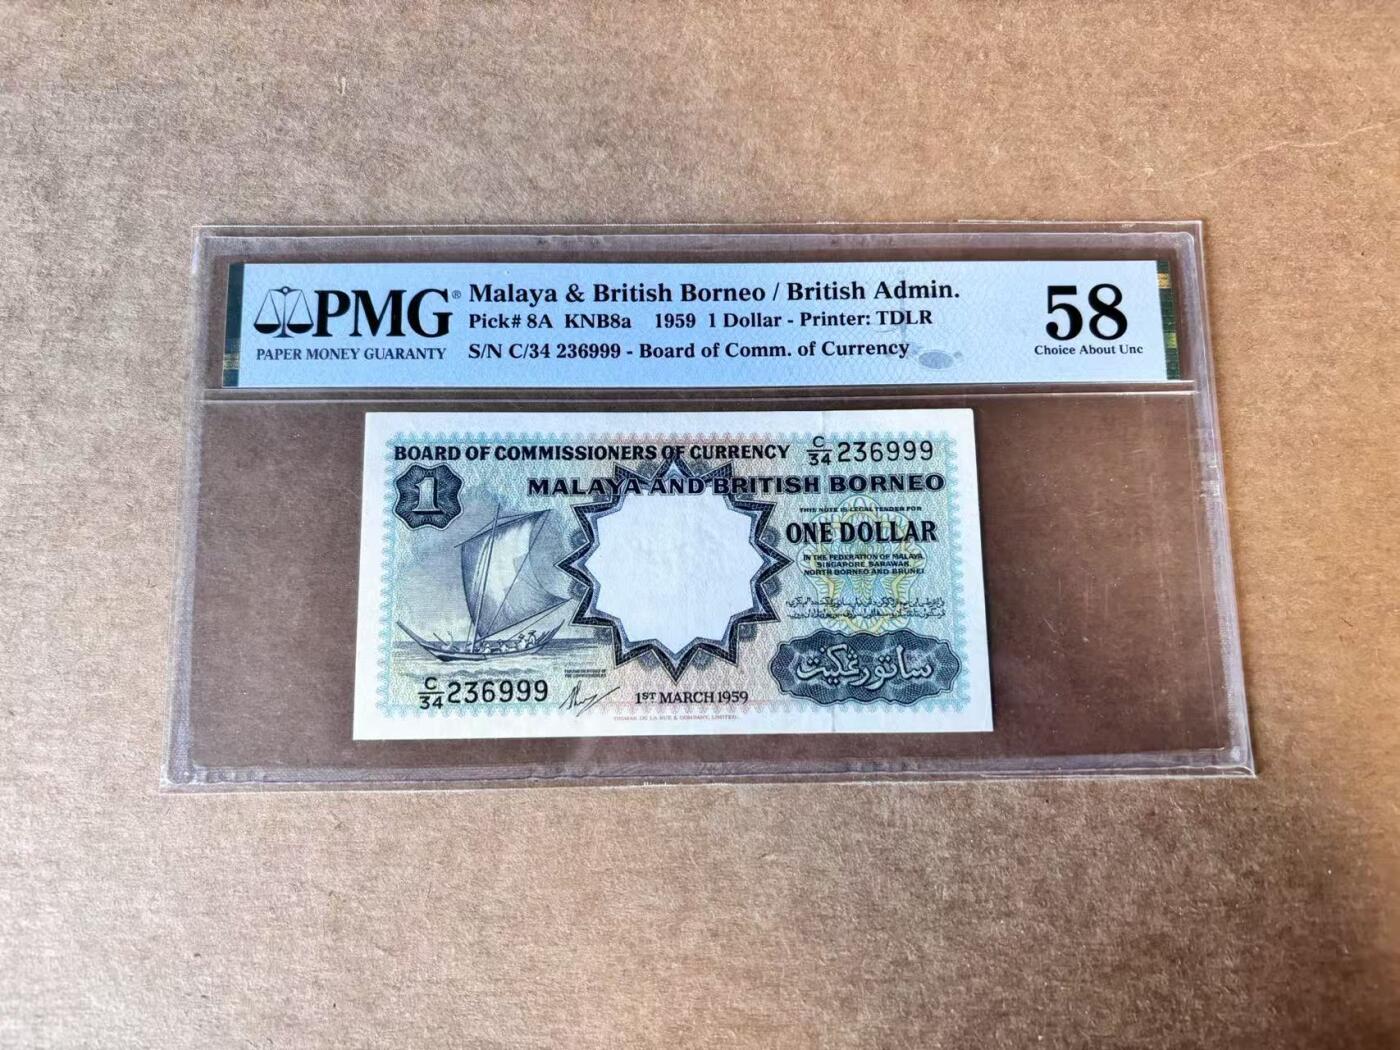 PMG®
PAPER MONEY GUARANTY
Malaya & British Borneo / British Admin.
Pick# 8A KNB8a 1959 1 Dollar - Printer: TDLR
S/N C/34 236999 - Board of Comm. of Currency
58
Choice About Unc
BOARD OF COMMISSIONERS OF CURRENCY
C/34 236999
1
MALAYA AND BRITISH BORNEO
THIS NOTE IS LEGAL TENDER FOR
ONE DOLLAR
IN THE FEDERATION OF MALAYA
SINGAPORE SARAWAK
NORTH BORNEO AND BRUNEI
ساتو رڠڬيت
C/34 236999
1ST MARCH 1959
THOMAS DE LA RUE & COMPANY, LIMITED.